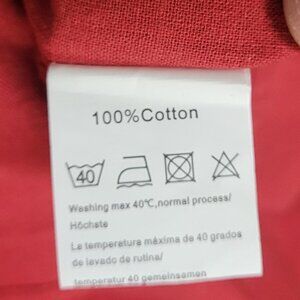 100%Cotton
40
Washing max 40℃,normal process/
Höchste
La temperatura máxima de 40 grados
de lavado de rutina/
temperatur 40 gemeinsamen